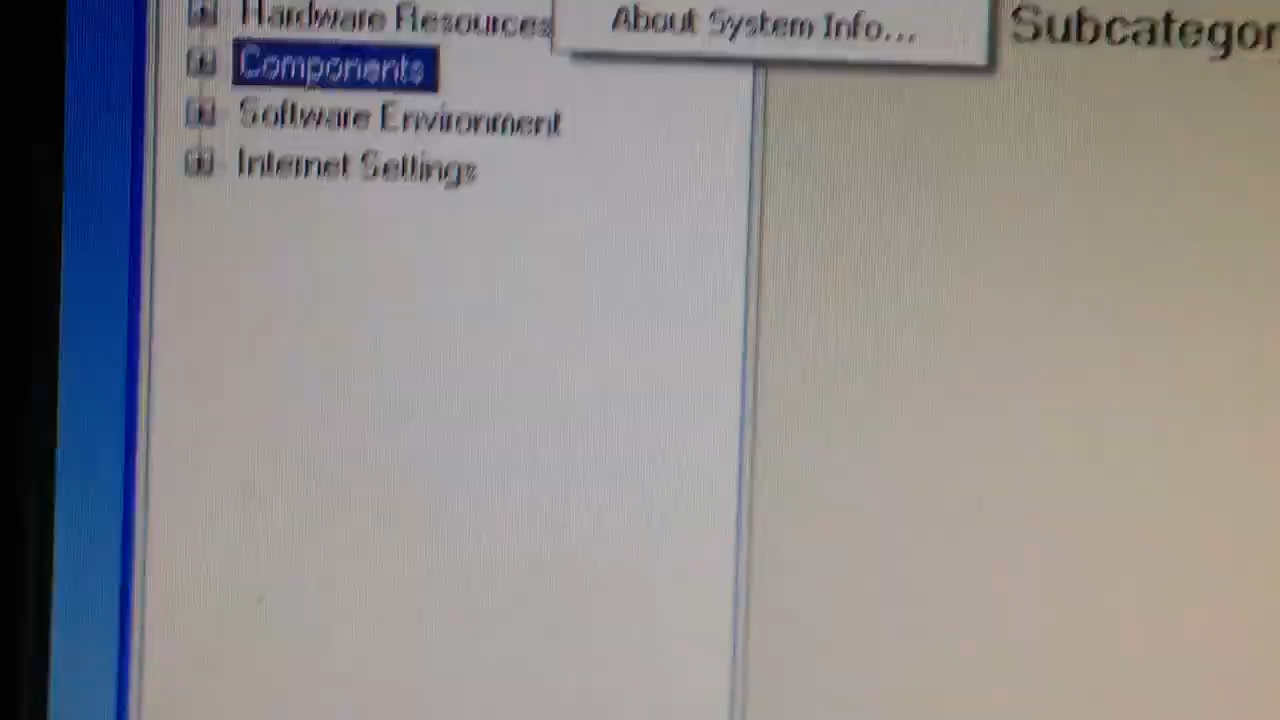 Hardware Resources
About System Info...
Subcategor
Components
Software Environment
Internet Settings